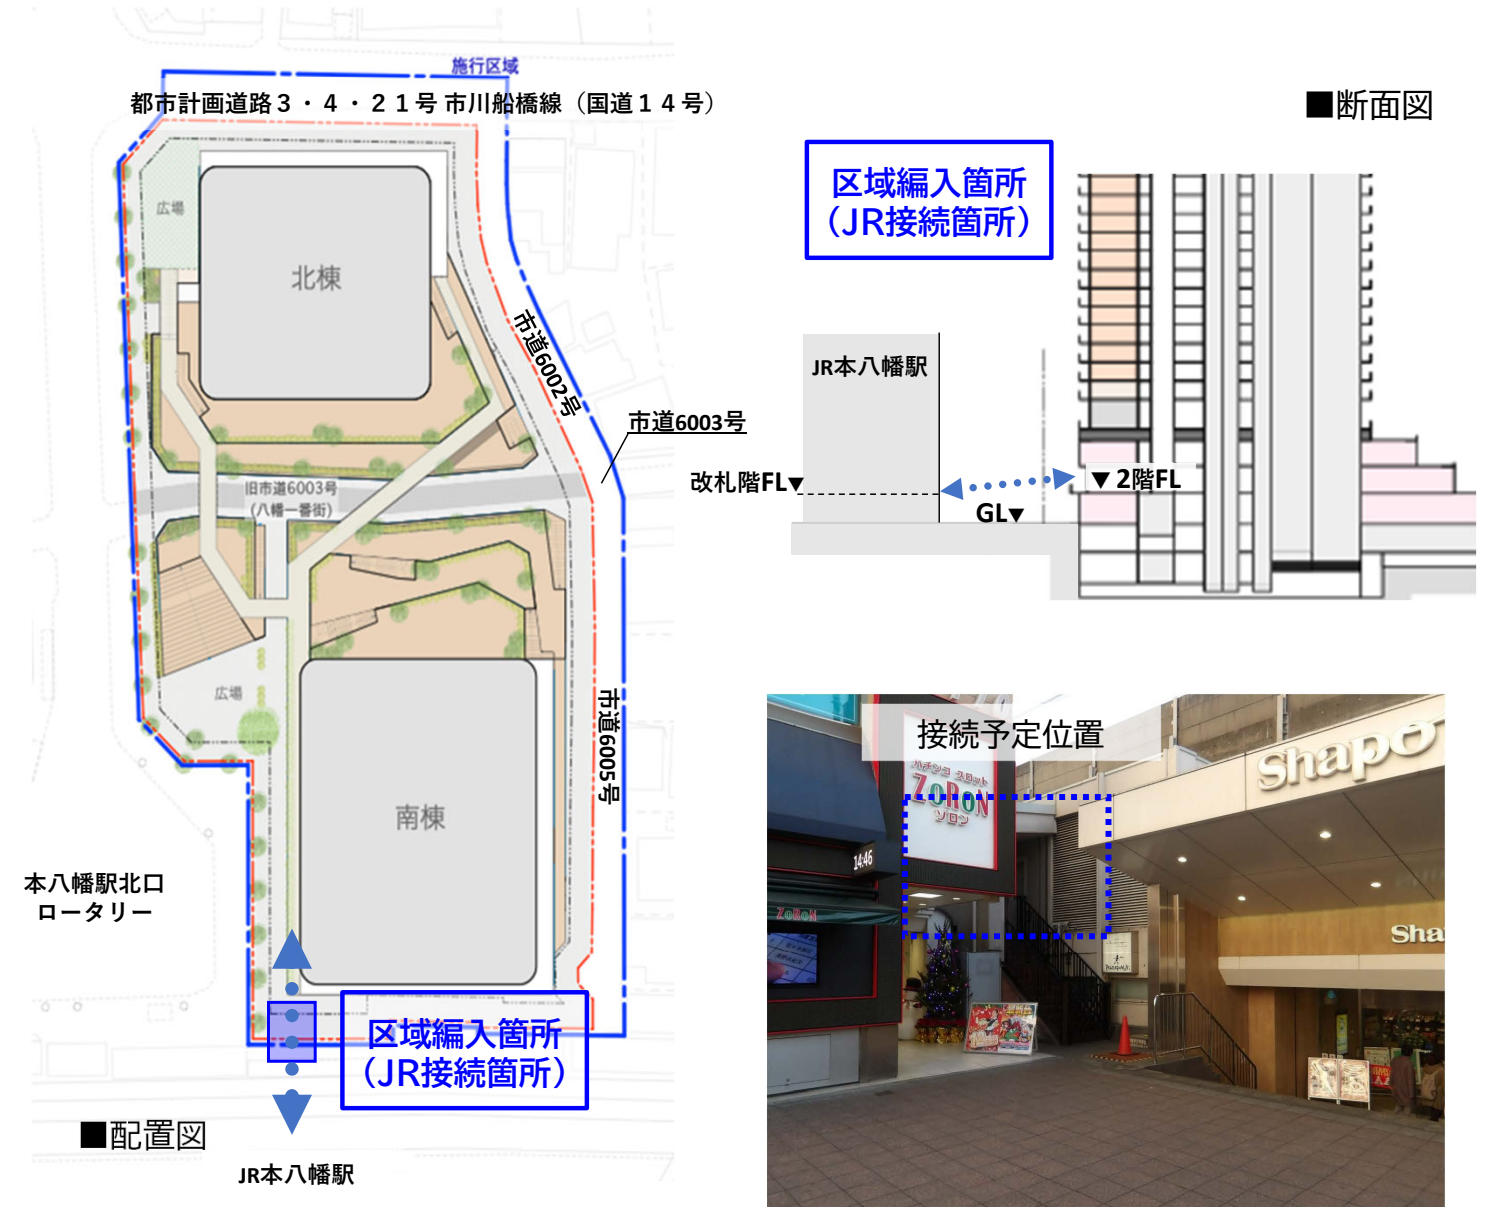 施行区域
都市計画道路３・４・２１号 市川船橋線（国道１４号）
広場
北棟
市道6002号
市道6003号
旧市道6003号
(八幡一番街)
広場
南棟
市道6005号
本八幡駅北口
ロータリー
区域編入箇所
（JR接続箇所）
■配置図
JR本八幡駅
■断面図
区域編入箇所
（JR接続箇所）
JR本八幡駅
改札階FL▼
▼2階FL
GL▼
接続予定位置
パチンコ スロット
ZORON
ゾロン
14:46
ZORON
Shapo
Sha